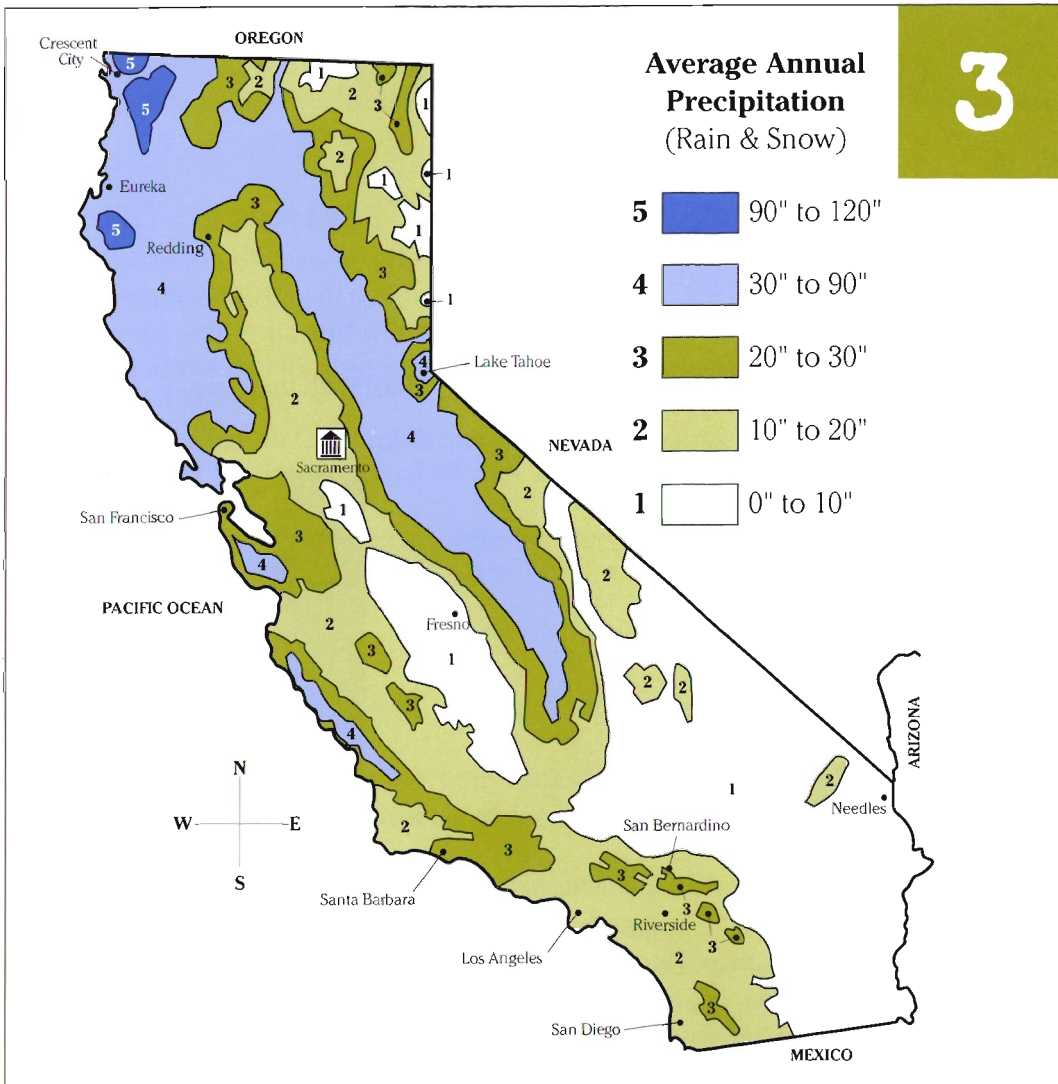 3
Average Annual
Precipitation
(Rain & Snow)
5 90" to 120"
4 30" to 90"
3 20" to 30"
2 10" to 20"
1 0" to 10"
OREGON
Crescent
City
5
5
3
2
1
2
3
1
Eureka
2
1
1
5
Redding
3
1
4
3
1
4
Lake Tahoe
3
2
4
NEVADA
3
Sacramento
2
1
San Francisco
3
4
2
PACIFIC OCEAN
2
Fresno
3
1
2
2
3
4
ARIZONA
N
W E
S
1
2
Needles
San Bernardino
2
3
3
Santa Barbara
3
Riverside
3
Los Angeles
2
3
San Diego
MEXICO